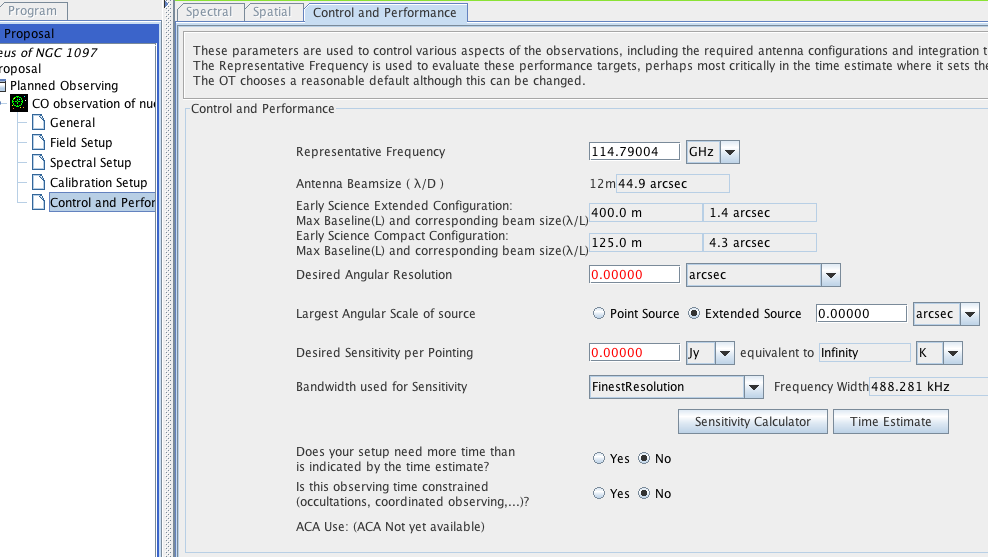 Program
Proposal
eus of NGC 1097
roposal
Planned Observing
CO observation of nu
General
Field Setup
Spectral Setup
Calibration Setup
Control and Perfor
Spectral
Spatial
Control and Performance
These parameters are used to control various aspects of the observations, including the required antenna configurations and integration t
The Representative Frequency is used to evaluate these performance targets, perhaps most critically in the time estimate where it sets the
The OT chooses a reasonable default although this can be changed.
Control and Performance
Representative Frequency 114.79004 GHz
Antenna Beamsize ( λ/D ) 12m 44.9 arcsec
Early Science Extended Configuration:
Max Baseline(L) and corresponding beam size(λ/L) 400.0 m 1.4 arcsec
Early Science Compact Configuration:
Max Baseline(L) and corresponding beam size(λ/L) 125.0 m 4.3 arcsec
Desired Angular Resolution 0.00000 arcsec
Largest Angular Scale of source Point Source Extended Source 0.00000 arcsec
Desired Sensitivity per Pointing 0.00000 Jy equivalent to Infinity K
Bandwidth used for Sensitivity FinestResolution Frequency Width 488.281 kHz
Sensitivity Calculator Time Estimate
Does your setup need more time than
is indicated by the time estimate? Yes No
Is this observing time constrained
(occultations, coordinated observing,...)? Yes No
ACA Use: (ACA Not yet available)